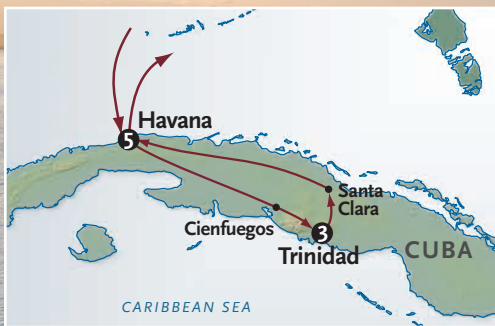 Havana
5
Santa
Clara
Cienfuegos
3
Trinidad
CUBA
CARIBBEAN SEA